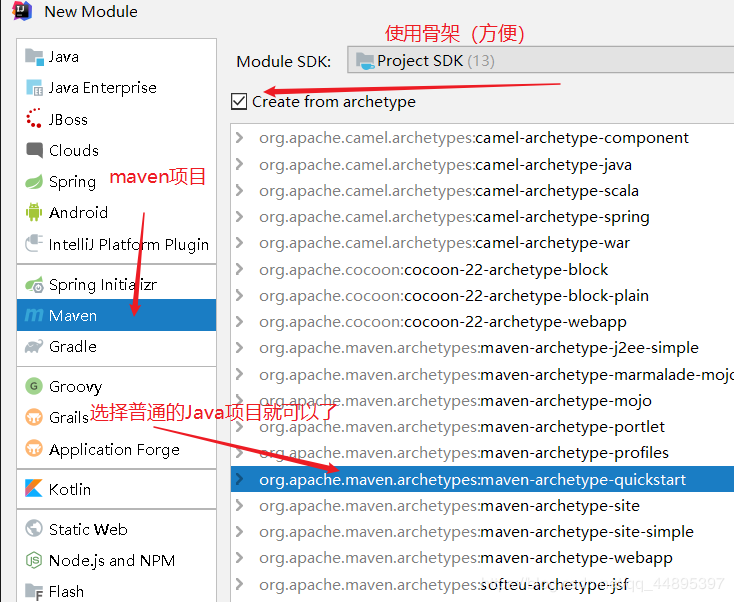 New Module
使用骨架（方便）
Module SDK: Project SDK (13)
Create from archetype
Java
Java Enterprise
JBoss
Clouds
Spring
maven项目
Android
IntelliJ Platform Plugin
Spring Initializr
Maven
Gradle
Groovy
Grails
选择普通的Java项目就可以了
Application Forge
Kotlin
Static Web
Node.js and NPM
Flash
org.apache.camel.archetypes:camel-archetype-component
org.apache.camel.archetypes:camel-archetype-java
org.apache.camel.archetypes:camel-archetype-scala
org.apache.camel.archetypes:camel-archetype-spring
org.apache.camel.archetypes:camel-archetype-war
org.apache.cocoon:cocoon-22-archetype-block
org.apache.cocoon:cocoon-22-archetype-block-plain
org.apache.cocoon:cocoon-22-archetype-webapp
org.apache.maven.archetypes:maven-archetype-j2ee-simple
org.apache.maven.archetypes:maven-archetype-marmalade-mojo
org.apache.maven.archetypes:maven-archetype-mojo
org.apache.maven.archetypes:maven-archetype-portlet
org.apache.maven.archetypes:maven-archetype-profiles
org.apache.maven.archetypes:maven-archetype-quickstart
org.apache.maven.archetypes:maven-archetype-site
org.apache.maven.archetypes:maven-archetype-site-simple
org.apache.maven.archetypes:maven-archetype-webapp
org.apache.maven.archetypes:softeu-archetype-jsf
qq_44895397